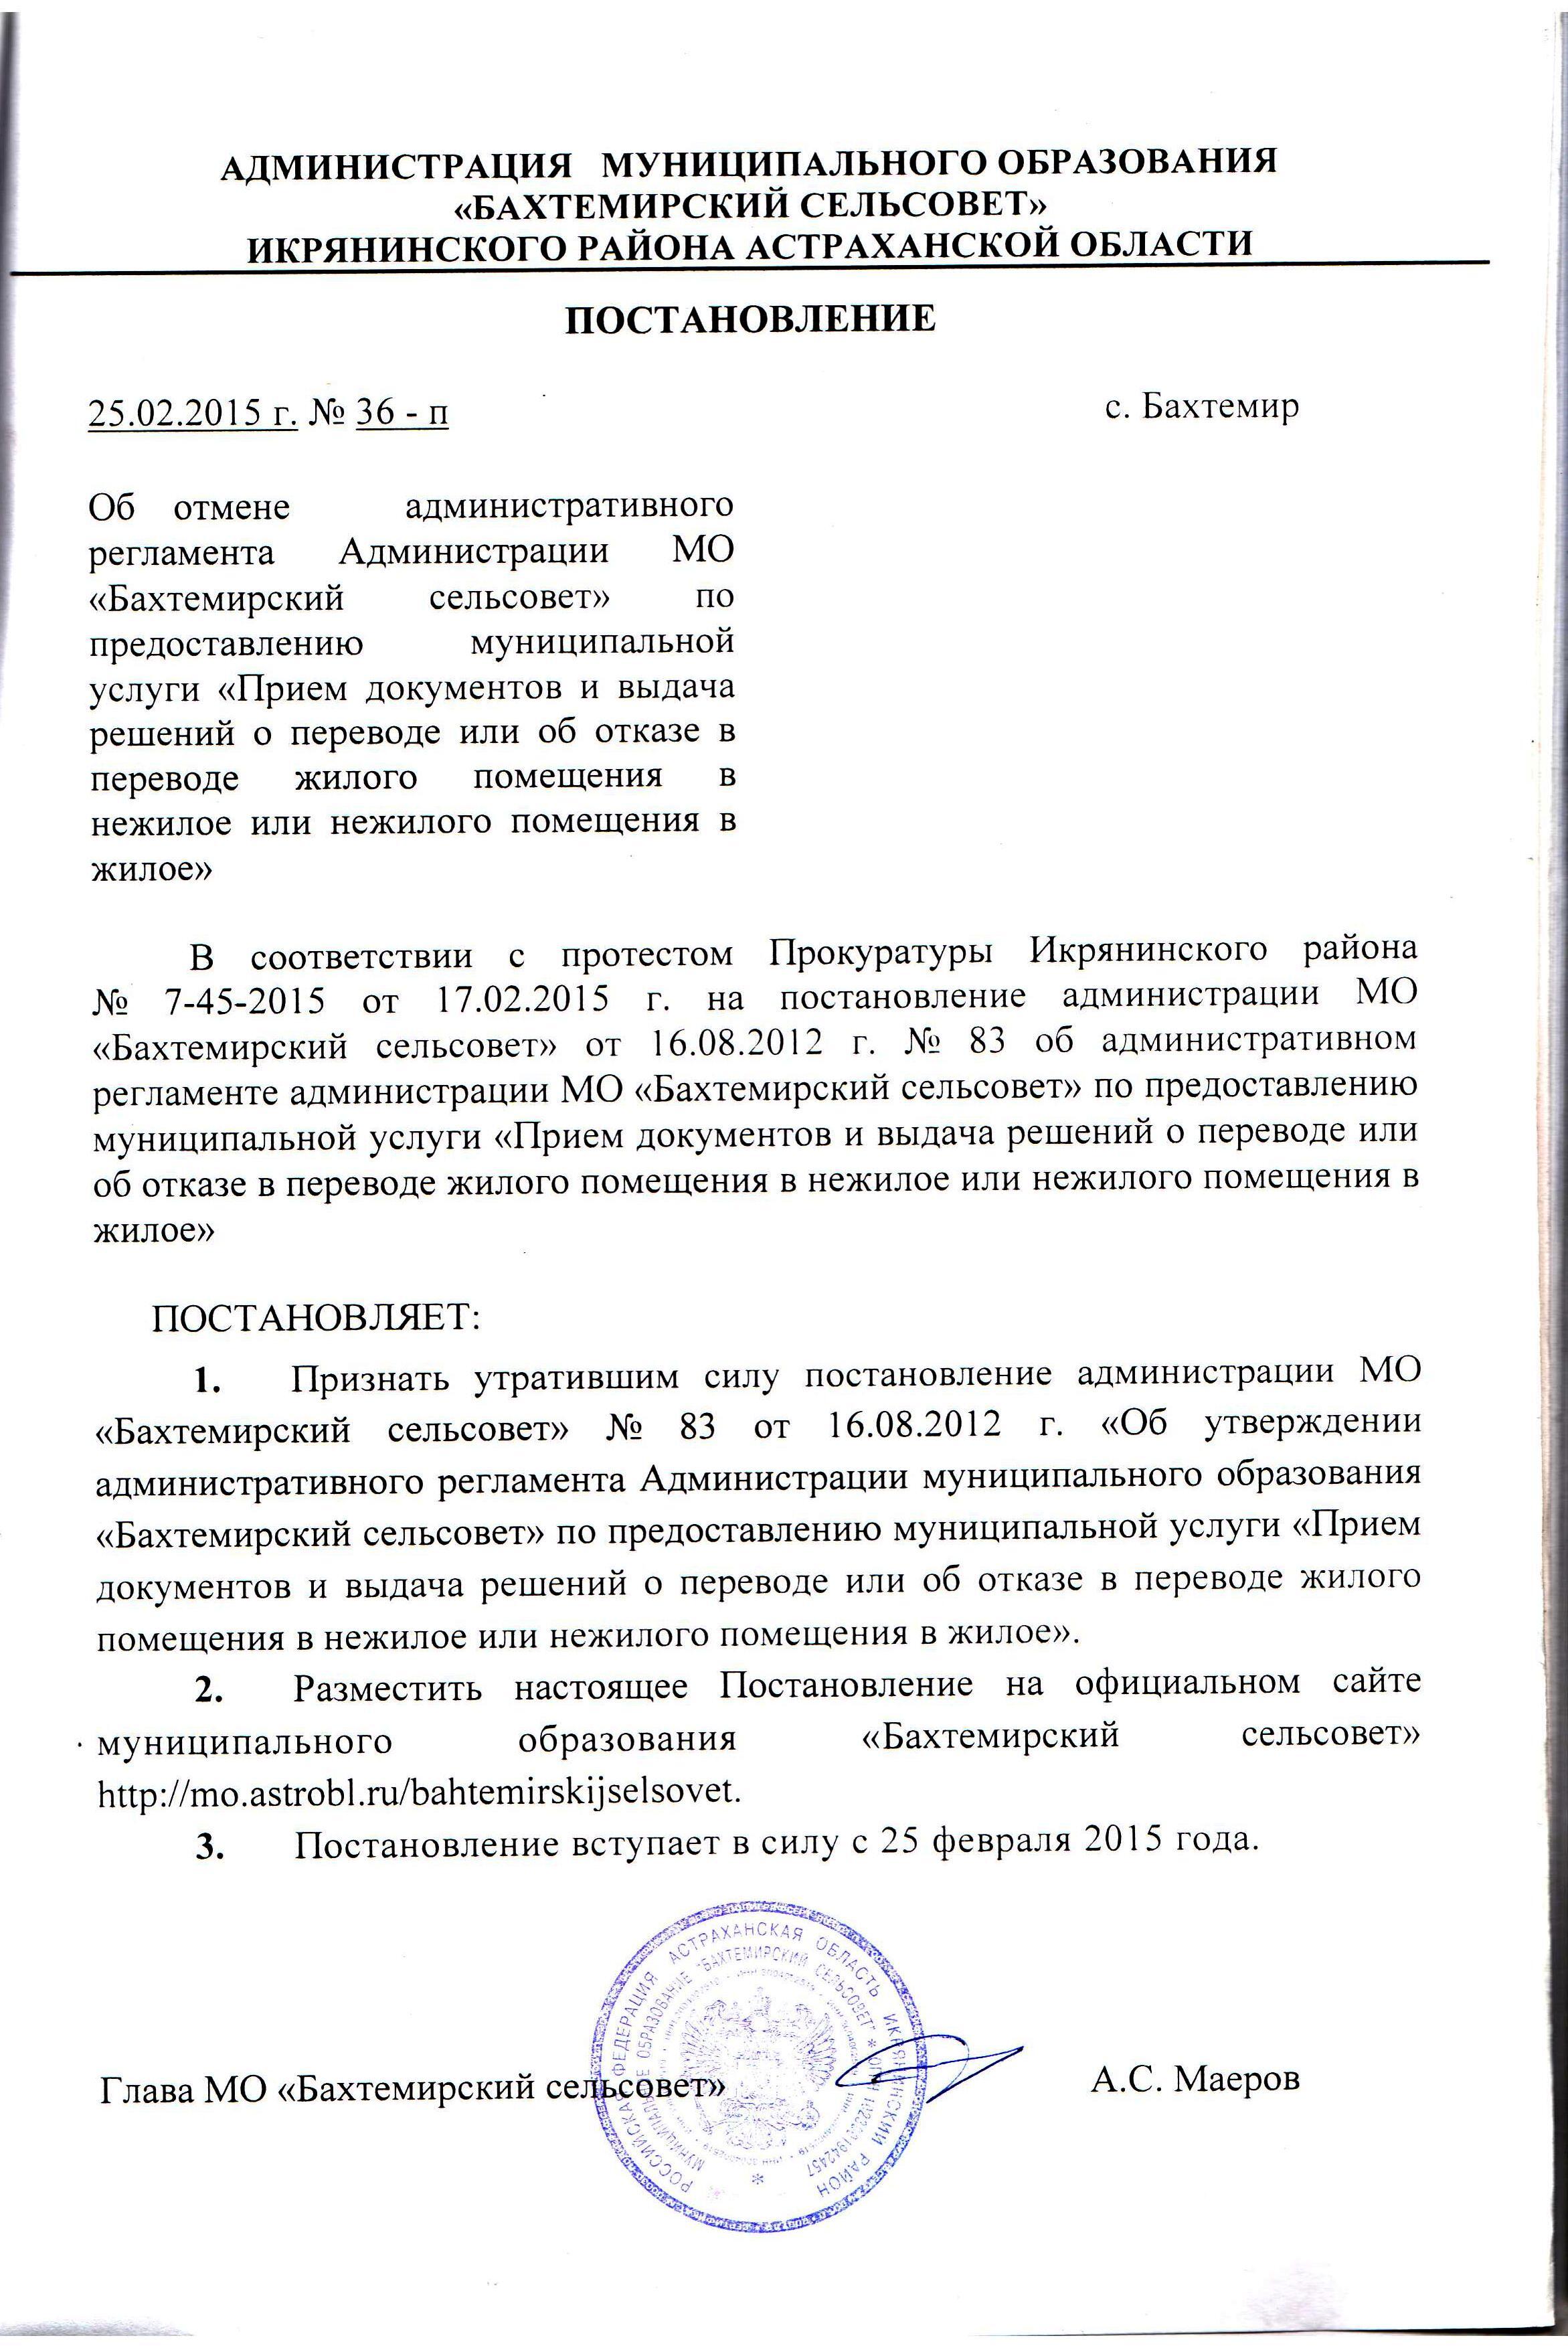 АДМИНИСТРАЦИЯ МУНИЦИПАЛЬНОГО ОБРАЗОВАНИЯ
«БАХТЕМИРСКИЙ СЕЛЬСОВЕТ»
ИКРЯНИНСКОГО РАЙОНА АСТРАХАНСКОЙ ОБЛАСТИ
ПОСТАНОВЛЕНИЕ
25.02.2015 г. № 36 - п с. Бахтемир
Об отмене административного
регламента Администрации МО
«Бахтемирский сельсовет» по
предоставлению муниципальной
услуги «Прием документов и выдача
решений о переводе или об отказе в
переводе жилого помещения в
нежилое или нежилого помещения в
жилое»
В соответствии с протестом Прокуратуры Икрянинского района
№ 7-45-2015 от 17.02.2015 г. на постановление администрации МО
«Бахтемирский сельсовет» от 16.08.2012 г. № 83 об административном
регламенте администрации МО «Бахтемирский сельсовет» по предоставлению
муниципальной услуги «Прием документов и выдача решений о переводе или
об отказе в переводе жилого помещения в нежилое или нежилого помещения в
жилое»
ПОСТАНОВЛЯЕТ:
1. Признать утратившим силу постановление администрации МО
«Бахтемирский сельсовет» № 83 от 16.08.2012 г. «Об утверждении
административного регламента Администрации муниципального образования
«Бахтемирский сельсовет» по предоставлению муниципальной услуги «Прием
документов и выдача решений о переводе или об отказе в переводе жилого
помещения в нежилое или нежилого помещения в жилое».
2. Разместить настоящее Постановление на официальном сайте
муниципального образования «Бахтемирский сельсовет»
http://mo.astrobl.ru/bahtemirskijselsovet.
3. Постановление вступает в силу с 25 февраля 2015 года.
Глава МО «Бахтемирский сельсовет» А.С. Маеров
РОССИЙСКАЯ ФЕДЕРАЦИЯ АСТРАХАНСКАЯ ОБЛАСТЬ ИКРЯНИНСКИЙ РАЙОН
МУНИЦИПАЛЬНОЕ ОБРАЗОВАНИЕ "БАХТЕМИРСКИЙ СЕЛЬСОВЕТ" *